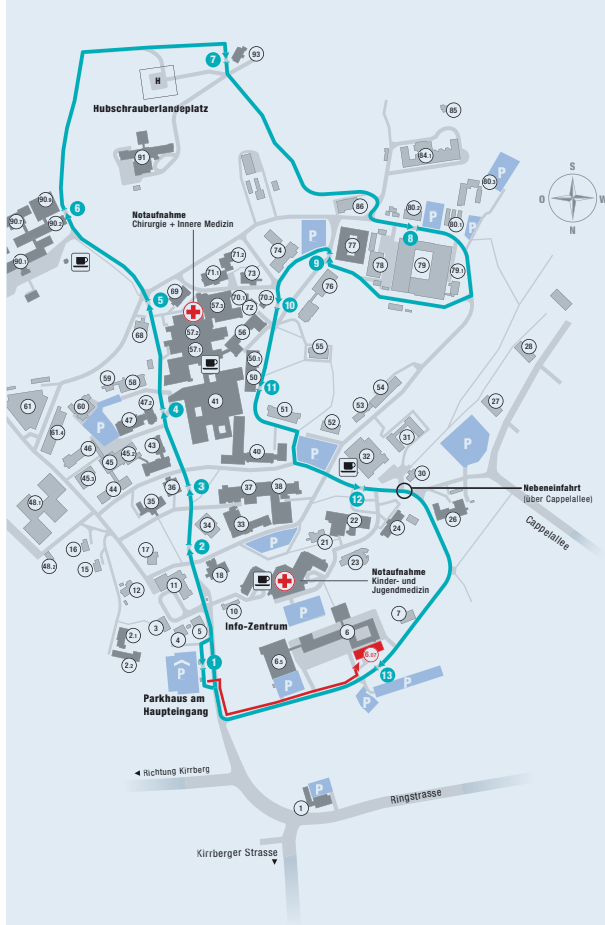 7
93
H
Hubschrauberlandeplatz
85
91
84.1
80.3
P
S
O
W
N
90.9
6
90.7
90.2
90.1
Notaufnahme
Chirurgie + Innere Medizin
86
80.2
P
80.1
P
8
P
77
74
71.2
71.1
73
9
78
79
79.1
76
69
5
70.1
70.2
57.3
72
10
68
57.2
56
57.1
55
50.1
50
28
59
58
11
54
27
61
60
47.2
4
41
51
53
P
47
52
31
61.4
43
P
P
46
45.2
40
32
45
30
45.3
44
36
3
37
38
12
Nebeneinfahrt
(über Cappelallee)
48.1
35
26
34
33
22
24
Cappelallee
2
P
21
16
17
23
48.2
15
18
Notaufnahme
Kinder- und
Jugendmedizin
12
11
10
P
7
3
5
Info-Zentrum
6
2.1
4
2.2
1
6.5
6.07
P
P
13
P
P
Parkhaus am
Haupteingang
Richtung Kirrberg
P
1
Ringstrasse
Kirrberger Strasse